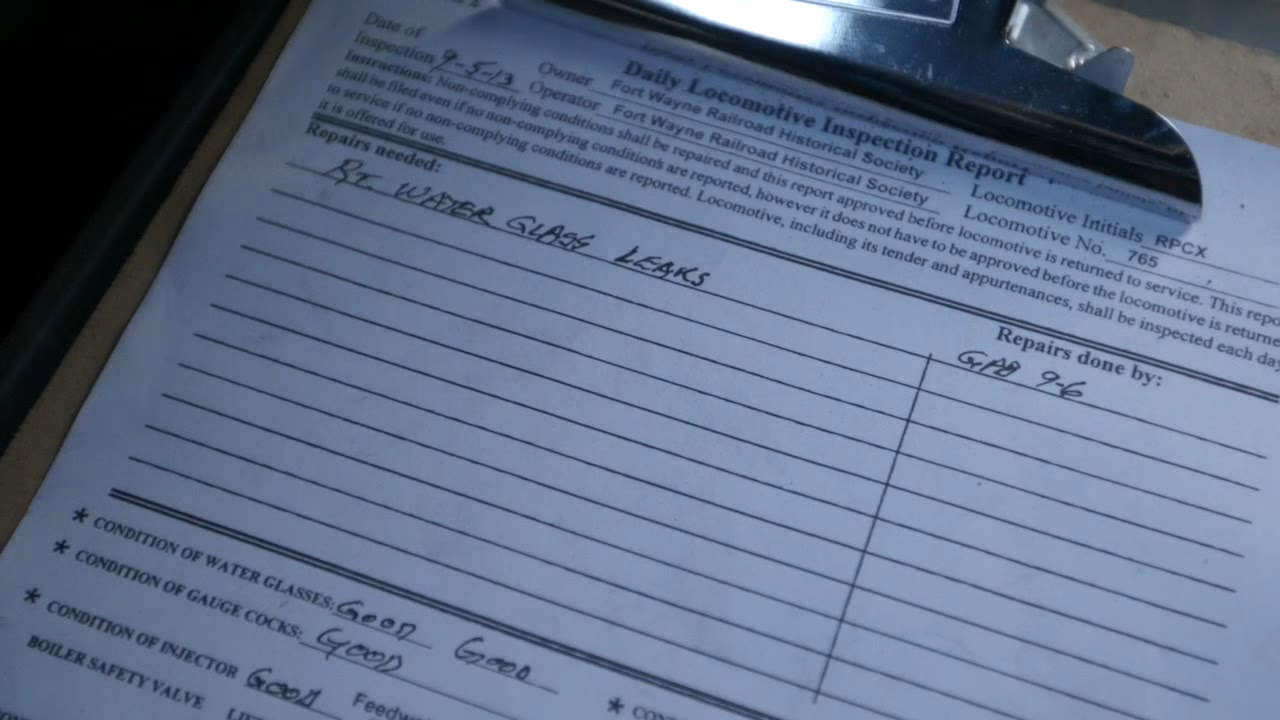 Daily Locomotive Inspection Report
Date of
Inspection 9-5-13 Owner Fort Wayne Railroad Historical Society Locomotive Initials RPCX
Operator Fort Wayne Railroad Historical Society Locomotive No. 765
Instructions: Non-complying conditions shall be repaired and this report approved before locomotive is returned to service. This repo
shall be filed even if no non-complying conditions are reported, however it does not have to be approved before the locomotive is returne
to service if no non-complying conditions are reported. Locomotive, including its tender and appurtenances, shall be inspected each day
it is offered for use.
Repairs needed: Repairs done by:
RT. WATER GLASS LEAKS GAB 9-6
* CONDITION OF WATER GLASSES: GOOD GOOD
* CONDITION OF GAUGE COCKS: GOOD
* CONDITION OF INJECTOR GOOD Feedw
BOILER SAFETY VALVE
* CON